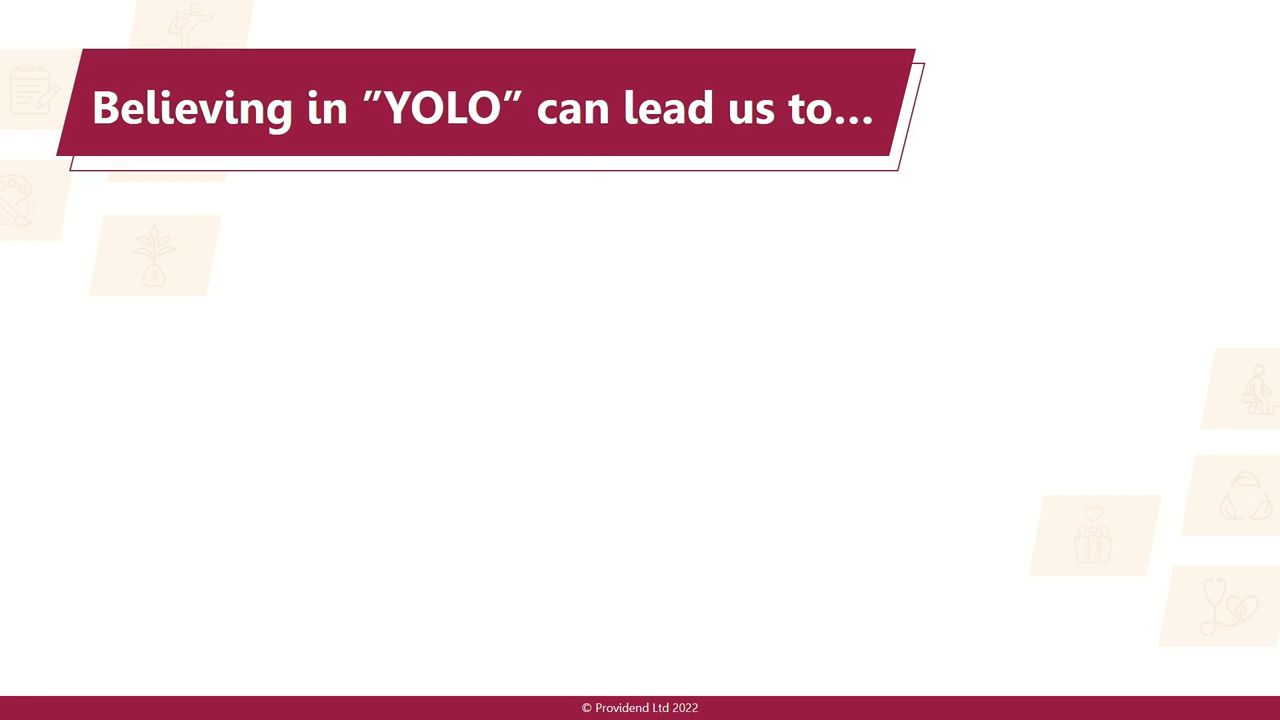 Believing in ”YOLO” can lead us to...
© Providend Ltd 2022